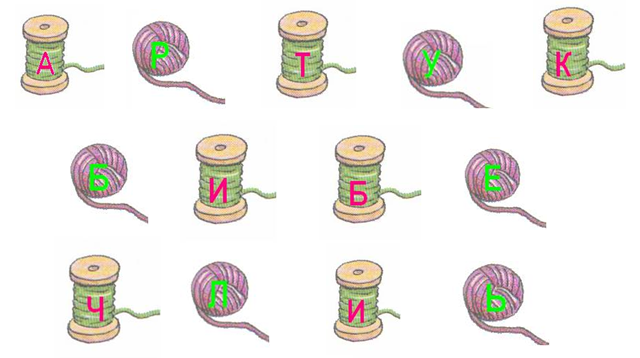 А Р Т У К
Б И Б Е
Ч Л И Ь